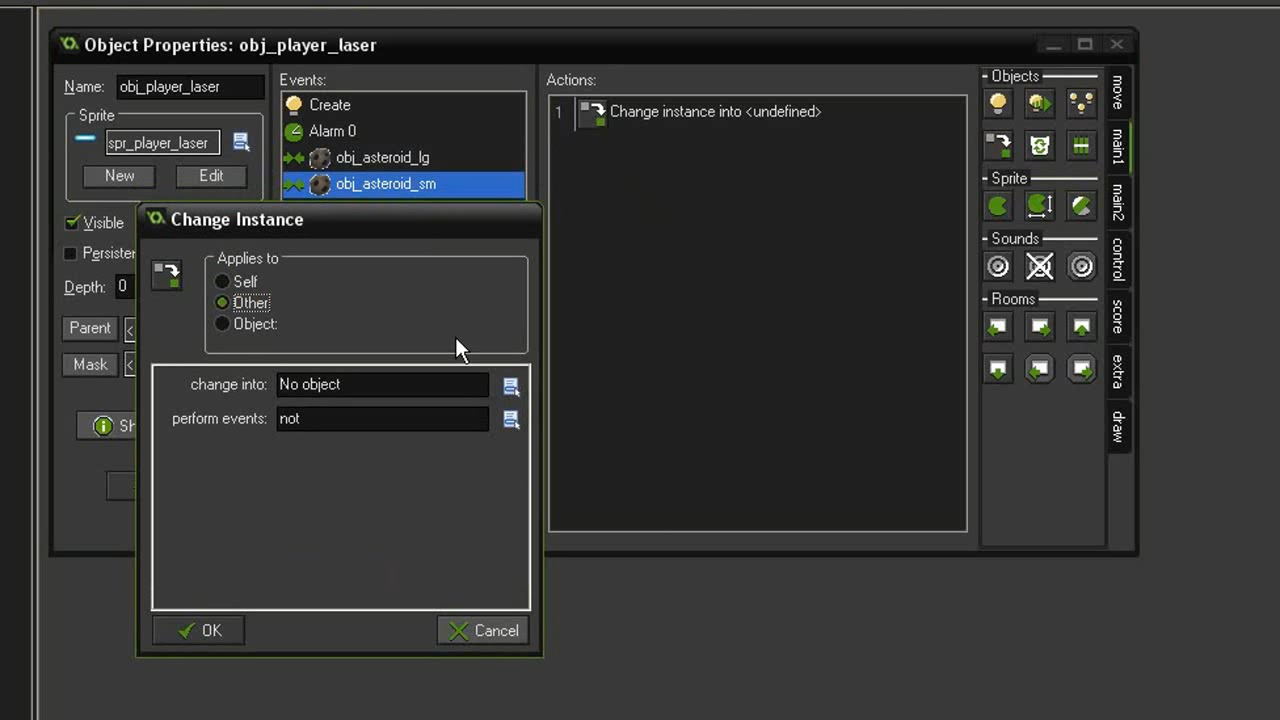 Object Properties: obj_player_laser
Name: obj_player_laser
Sprite
spr_player_laser
New Edit
Visible
Persister
Depth: 0
Parent <
Mask <
Sh
Events:
Create
Alarm 0
obj_asteroid_lg
obj_asteroid_sm
Actions:
1 Change instance into <undefined>
Objects
Sprite
Sounds
Rooms
move
main1
main2
control
score
extra
draw
Change Instance
Applies to
Self
Other
Object:
change into: No object
perform events: not
OK Cancel